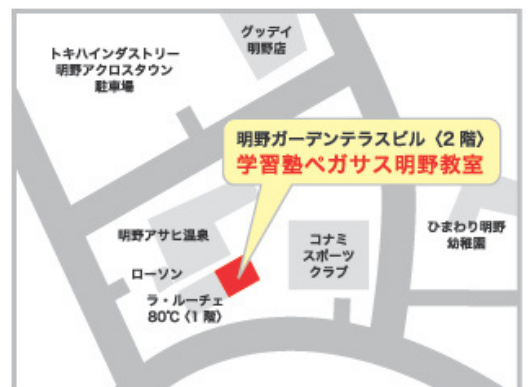 グッデイ
明野店
トキハインダストリー
明野アクロスタウン
駐車場
明野ガーデンテラスビル〈2階〉
学習塾ペガサス明野教室
明野アサヒ温泉
コナミ
スポーツ
クラブ
ひまわり明野
幼稚園
ローソン
ラ・ルーチェ
80℃〈1階〉